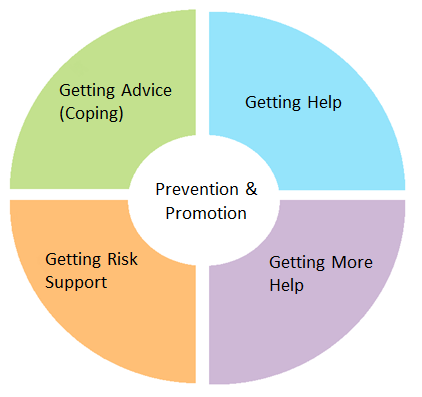 Getting Advice
(Coping)
Getting Help
Prevention &
Promotion
Getting Risk
Support
Getting More
Help